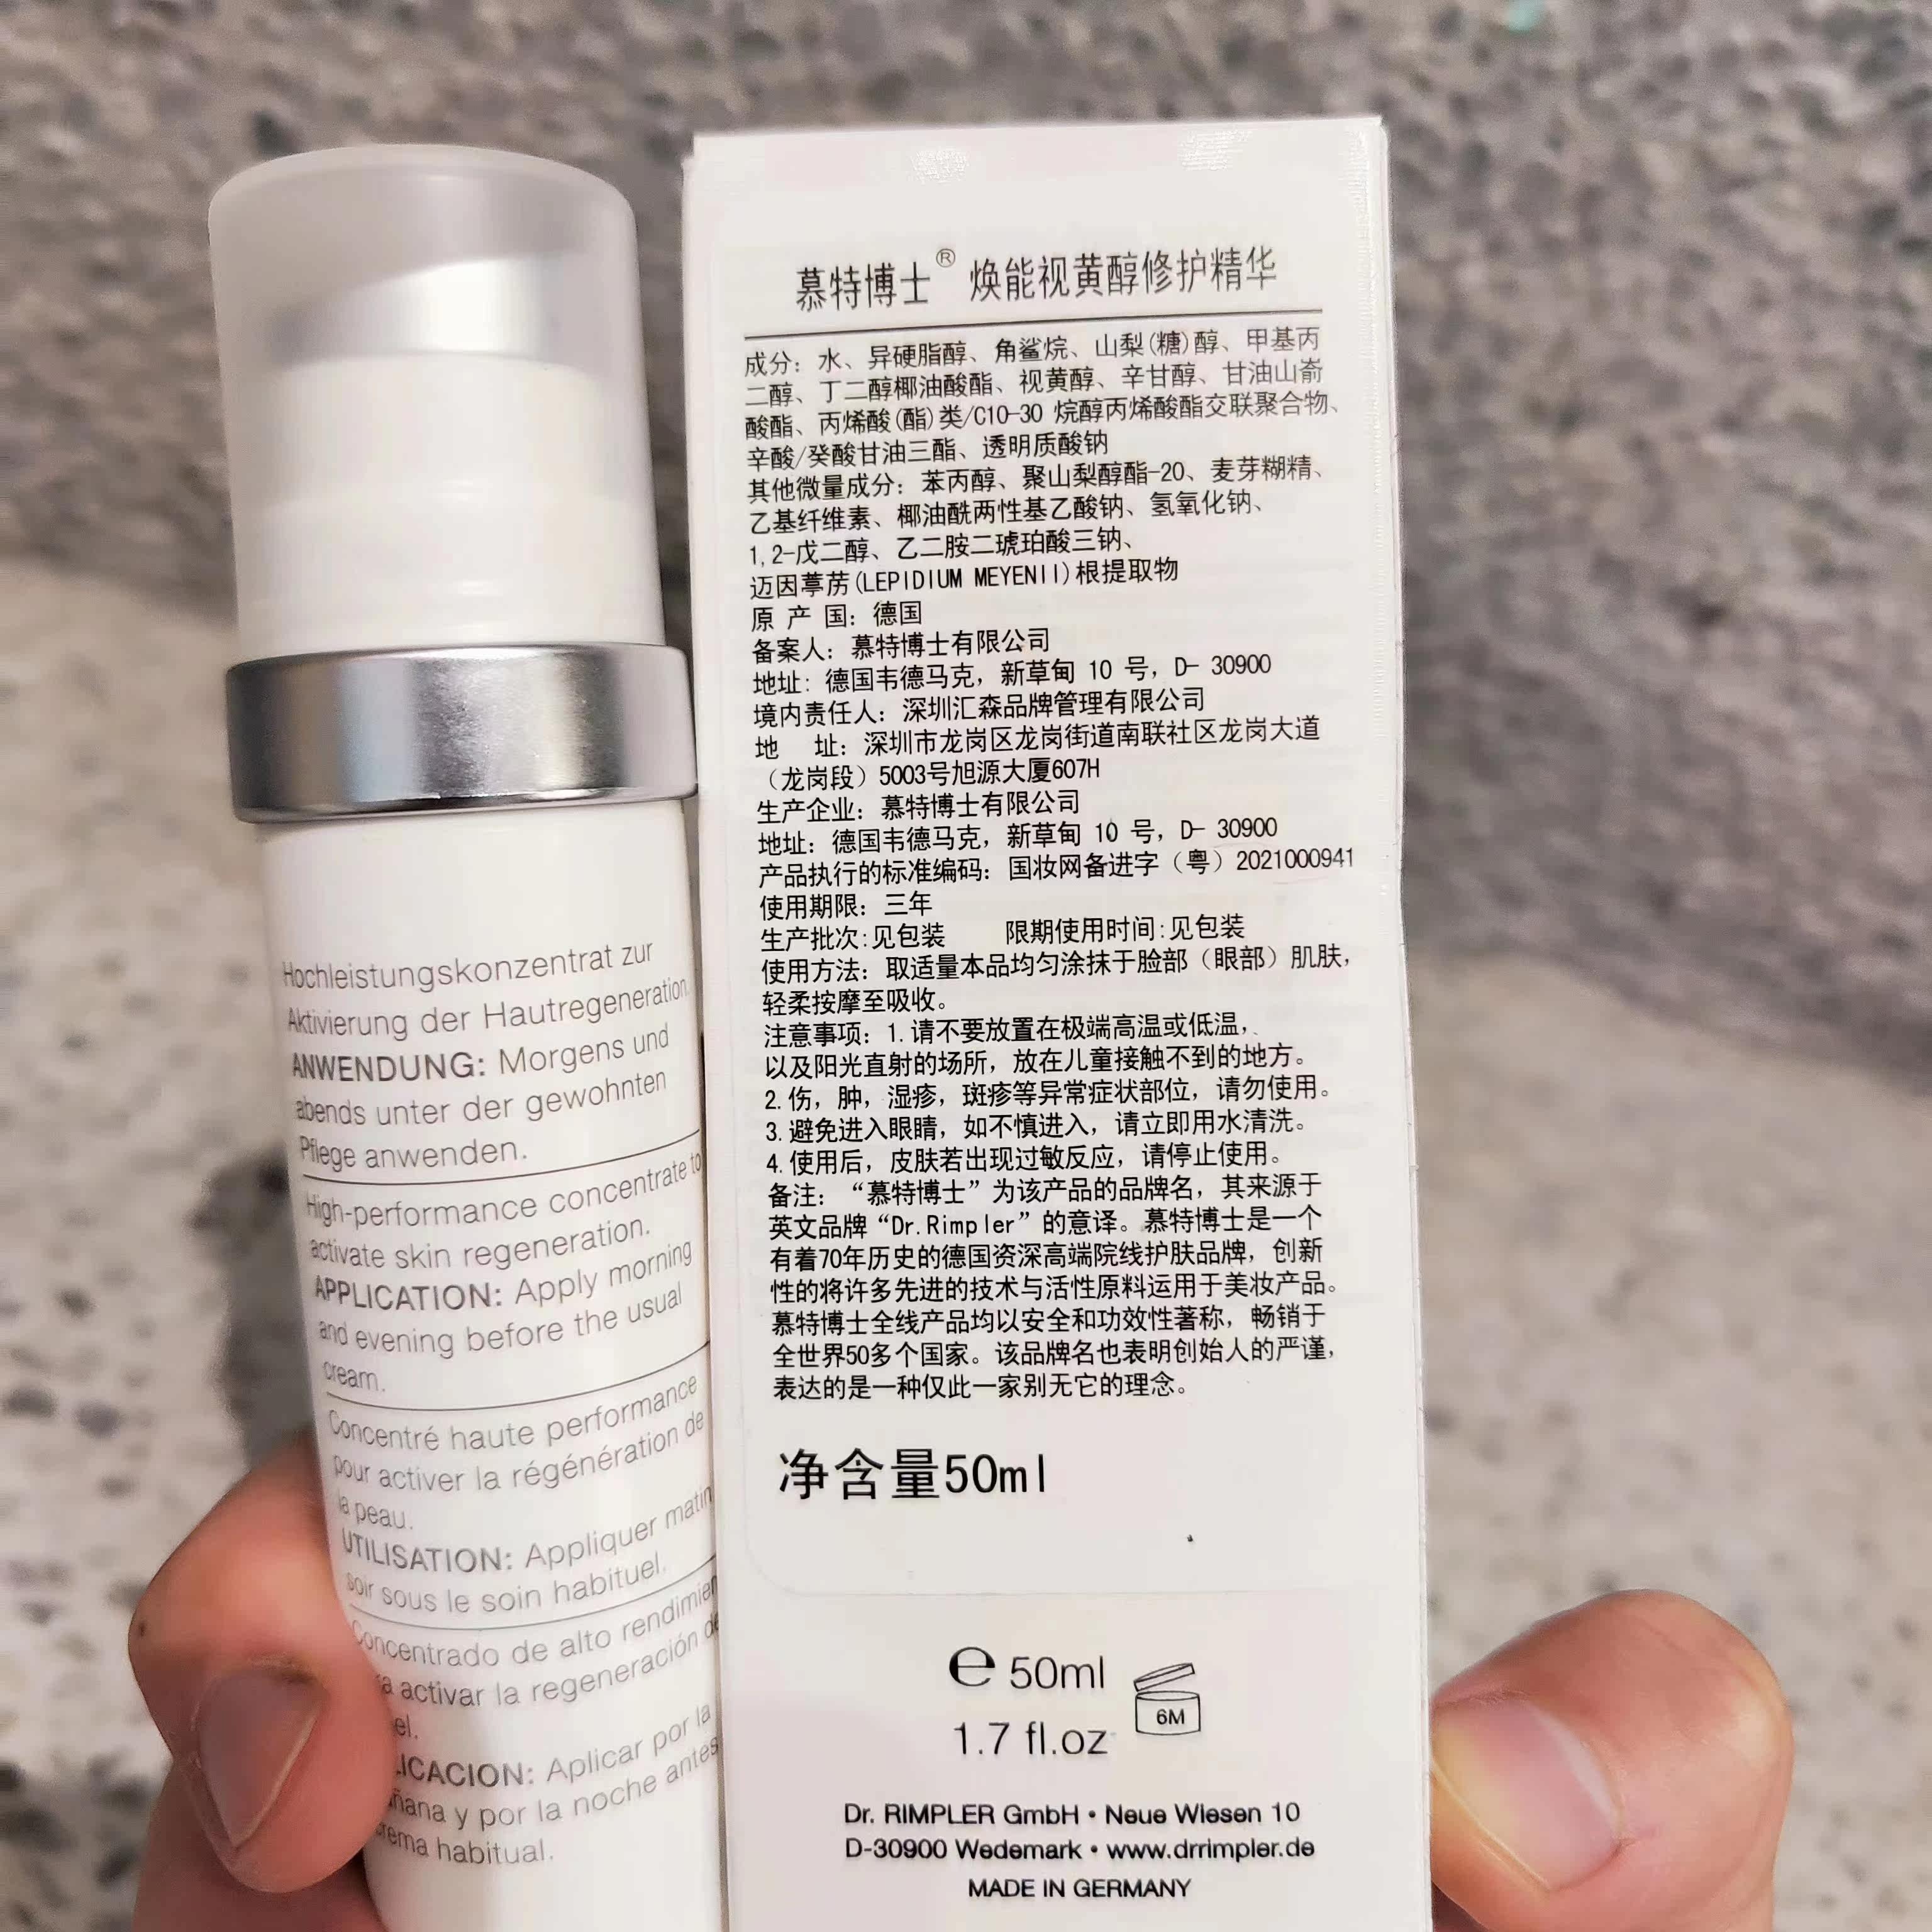 Hochleistungskonzentrat zur
Aktivierung der Hautregeneration
ANWENDUNG: Morgens und
abends unter der gewohnten
Pflege anwenden.
High-performance concentrate to
activate skin regeneration.
APPLICATION: Apply morning
and evening before the usual
cream.
Concentré haute performance
pour activer la régénération de
la peau.
UTILISATION: Appliquer matin
soir sous le soin habituel.
Concentrado de alto
activar la regeneración de
Aplicar por la
y por la noche antes
habitual.
慕特博士® 焕能视黄醇修护精华
成分：水、异硬脂醇、角鲨烷、山梨(糖)醇、甲基丙
二醇、丁二醇椰油酸酯、视黄醇、辛甘醇、甘油山嵛
酸酯、丙烯酸(酯)类/C10-30 烷醇丙烯酸酯交联聚合物、
辛酸/癸酸甘油三酯、透明质酸钠
其他微量成分：苯丙醇、聚山梨醇酯-20、麦芽糊精、
乙基纤维素、椰油酰两性基乙酸钠、氢氧化钠、
1,2-戊二醇、乙二胺二琥珀酸三钠、
迈因葶苈(LEPIDIUM MEYENII)根提取物
原 产 国：德国
备案人：慕特博士有限公司
地址：德国韦德马克，新草甸 10 号，D- 30900
境内责任人：深圳汇森品牌管理有限公司
地 址：深圳市龙岗区龙岗街道南联社区龙岗大道
（龙岗段）5003号旭源大厦607H
生产企业：慕特博士有限公司
地址：德国韦德马克，新草甸 10 号，D- 30900
产品执行的标准编码：国妆网备进字（粤）2021000941
使用期限：三年
生产批次:见包装 限期使用时间:见包装
使用方法：取适量本品均匀涂抹于脸部（眼部）肌肤，
轻柔按摩至吸收。
注意事项：1.请不要放置在极端高温或低温，
以及阳光直射的场所，放在儿童接触不到的地方。
2.伤，肿，湿疹，斑疹等异常症状部位，请勿使用。
3.避免进入眼睛，如不慎进入，请立即用水清洗。
4.使用后，皮肤若出现过敏反应，请停止使用。
备注：“慕特博士”为该产品的品牌名，其来源于
英文品牌“Dr.Rimpler”的意译。慕特博士是一个
有着70年历史的德国资深高端院线护肤品牌，创新
性的将许多先进的技术与活性原料运用于美妆产品。
慕特博士全线产品均以安全和功效性著称，畅销于
全世界50多个国家。该品牌名也表明创始人的严谨，
表达的是一种仅此一家别无它的理念。
净含量50ml
℮ 50ml
1.7 fl.oz
6M
Dr. RIMPLER GmbH • Neue Wiesen 10
D-30900 Wedemark • www.drrimpler.de
MADE IN GERMANY